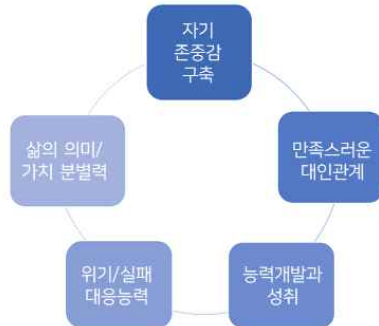 자기
존중감
구축
만족스러운
대인관계
능력개발과
성취
위기/실패
대응능력
삶의 의미/
가치 분별력